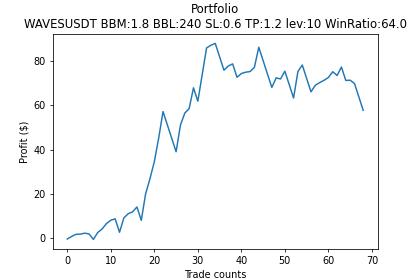 Portfolio
WAVESUSDT BBM:1.8 BBL:240 SL:0.6 TP:1.2 lev:10 WinRatio:64.0
Profit ($)
80
60
40
20
0
0 10 20 30 40 50 60 70
Trade counts